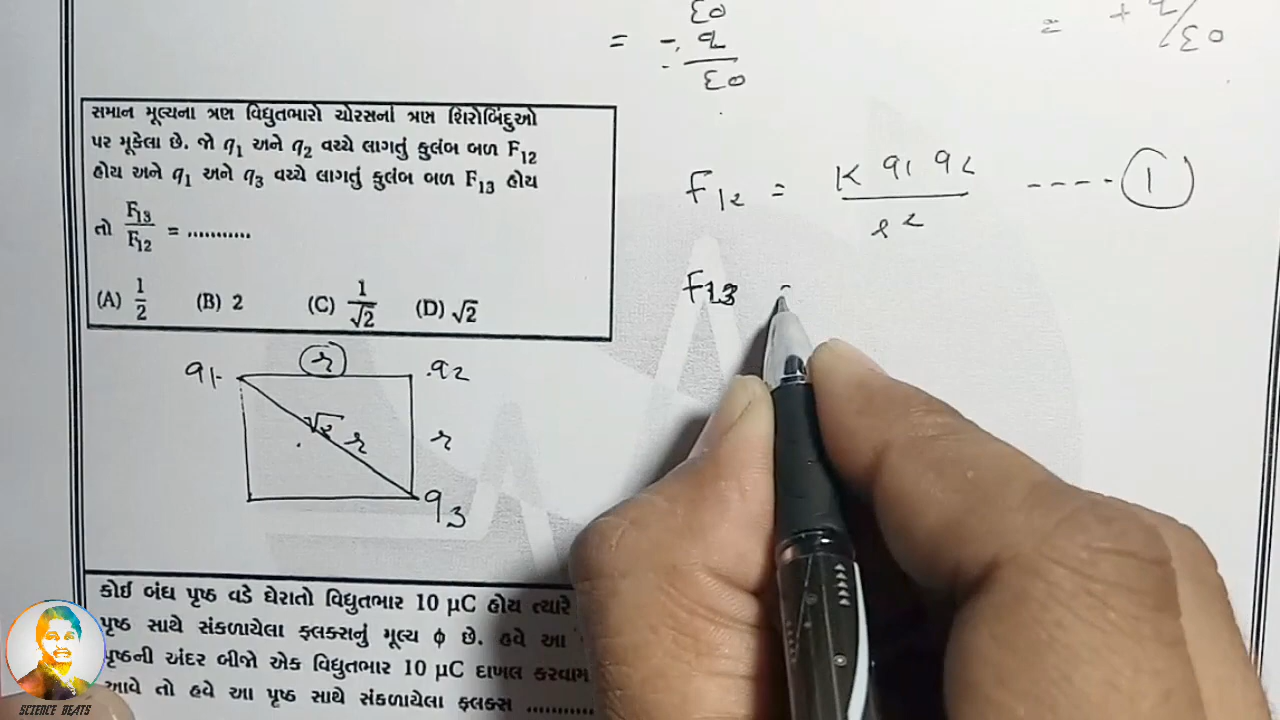 સમાન મૂલ્યના ત્રણ વિદ્યુતભારો ચોરસનાં ત્રણ શિરોબિંદુઓ
પર મૂકેલા છે. જો q₁ અને q₂ વચ્ચે લાગતું કુલંબ બળ F₁₂
હોય અને q₁ અને q₃ વચ્ચે લાગતું કુલંબ બળ F₁₃ હોય
તો F₁₃/F₁₂ = ...........
(A) 1/2 (B) 2 (C) 1/√2 (D) √2
q1 r q2
√2 r r
q3
કોઈ બંધ પૃષ્ઠ વડે ઘેરાતો વિદ્યુતભાર 10 μC હોય ત્યારે
પૃષ્ઠ સાથે સંકળાયેલા ફ્લક્સનું મૂલ્ય ϕ છે. હવે આ
પૃષ્ઠની અંદર બીજો એક વિદ્યુતભાર 10 μC દાખલ કરવામ
આવે તો હવે આ પૃષ્ઠ સાથે સંકળાયેલા ફ્લક્સ ...........
F12 = K q1 q2 / r² ---- 1
F13 =
SCIENCE BEATS